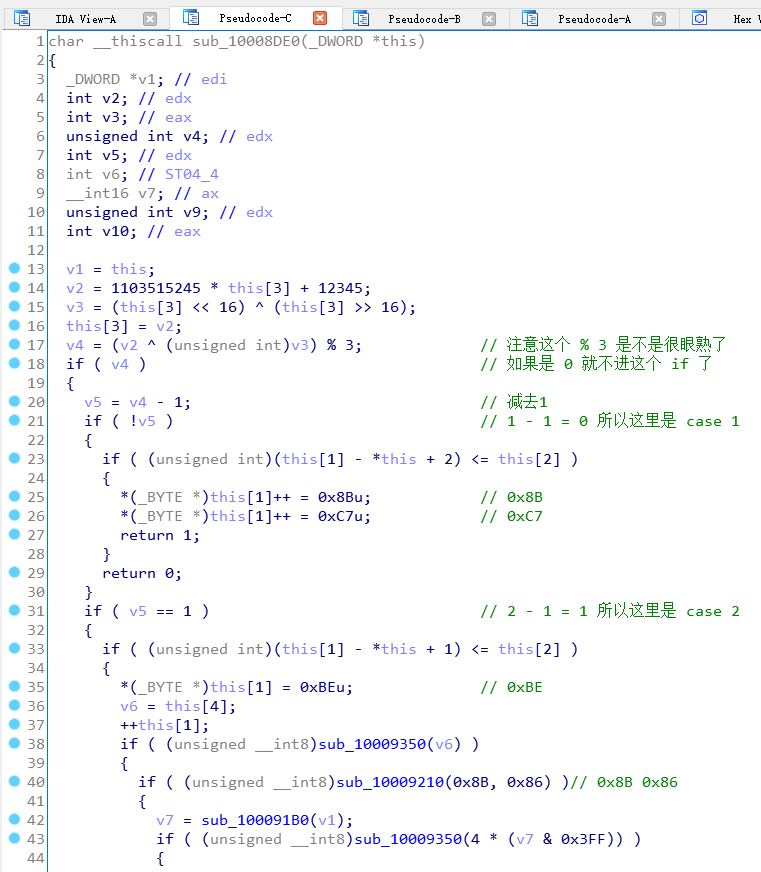 IDA View-A Pseudocode-C Pseudocode-B Pseudocode-A Hex
1 char __thiscall sub_10008DE0(_DWORD *this)
2 {
3 _DWORD *v1; // edi
4 int v2; // edx
5 int v3; // eax
6 unsigned int v4; // edx
7 int v5; // edx
8 int v6; // ST04_4
9 __int16 v7; // ax
10 unsigned int v9; // edx
11 int v10; // eax
12
13 v1 = this;
14 v2 = 1103515245 * this[3] + 12345;
15 v3 = (this[3] << 16) ^ (this[3] >> 16);
16 this[3] = v2;
17 v4 = (v2 ^ (unsigned int)v3) % 3; // 注意这个 % 3 是不是很眼熟了
18 if ( v4 ) // 如果是 0 就不进这个 if 了
19 {
20 v5 = v4 - 1; // 减去1
21 if ( !v5 ) // 1 - 1 = 0 所以这里是 case 1
22 {
23 if ( (unsigned int)(this[1] - *this + 2) <= this[2] )
24 {
25 *(_BYTE *)this[1]++ = 0x8Bu; // 0x8B
26 *(_BYTE *)this[1]++ = 0xC7u; // 0xC7
27 return 1;
28 }
29 return 0;
30 }
31 if ( v5 == 1 ) // 2 - 1 = 1 所以这里是 case 2
32 {
33 if ( (unsigned int)(this[1] - *this + 1) <= this[2] )
34 {
35 *(_BYTE *)this[1] = 0xBEu; // 0xBE
36 v6 = this[4];
37 ++this[1];
38 if ( (unsigned __int8)sub_10009350(v6) )
39 {
40 if ( (unsigned __int8)sub_10009210(0x8B, 0x86) )// 0x8B 0x86
41 {
42 v7 = sub_100091B0(v1);
43 if ( (unsigned __int8)sub_10009350(4 * (v7 & 0x3FF)) )
44 {